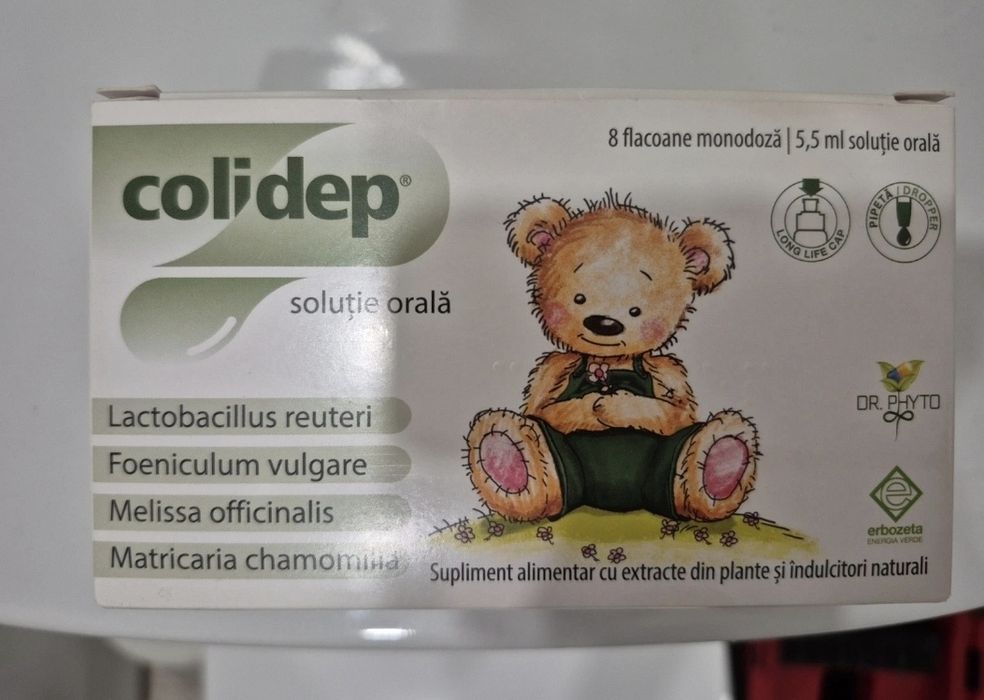 8 flacoane monodoză | 5,5 ml soluție orală
colidep®
soluție orală
LONG LIFE CAP
PIPETĂ / DROPPER
Lactobacillus reuteri
Foeniculum vulgare
Melissa officinalis
Matricaria chamomilla
DR. PHYTO
e
erbozeta
ENERGIA VERDE
Supliment alimentar cu extracte din plante și îndulcitori naturali